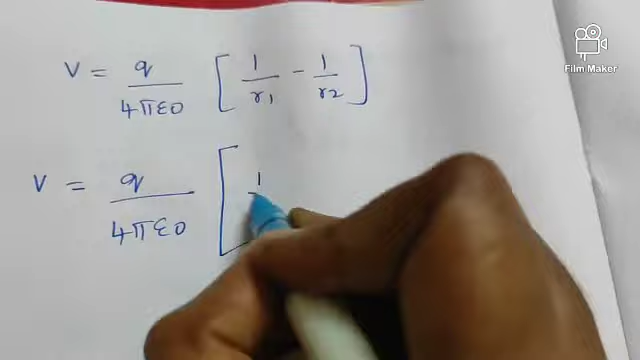 V = q/4πε0 [ 1/r1 - 1/r2 ]
V = q/4πε0 [ 1
Film Maker